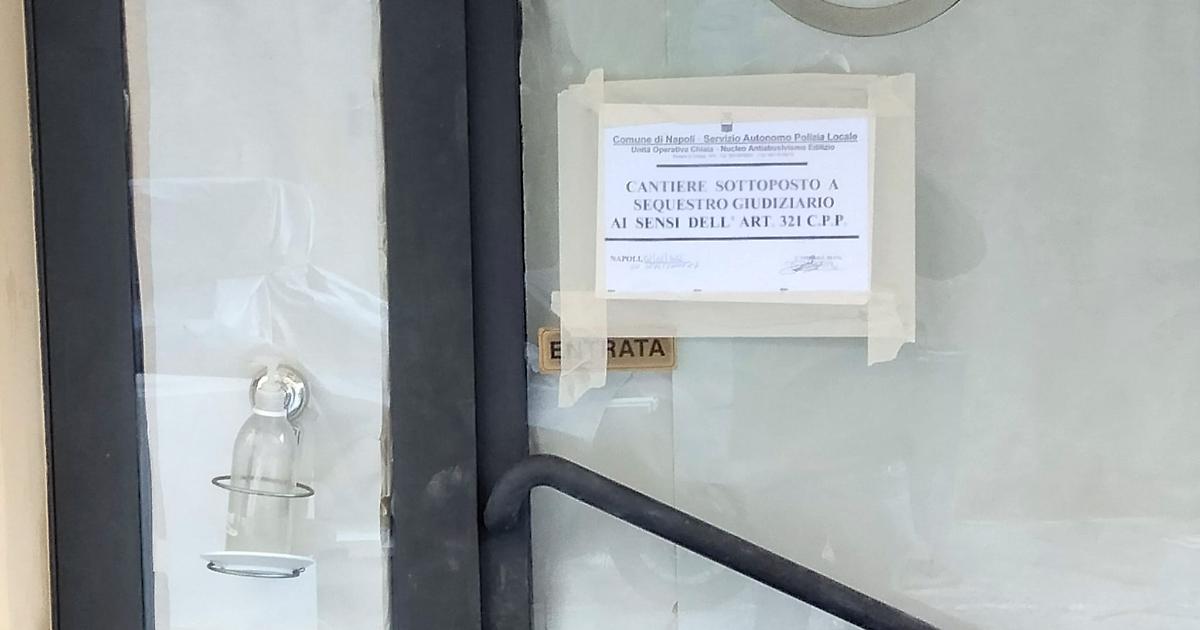 Comune di Napoli - Servizio Autonomo Polizia Locale
Unità Operativa Chiaia - Nucleo Antiabusivismo Edilizio
CANTIERE SOTTOPOSTO A
SEQUESTRO GIUDIZIARIO
AI SENSI DELL' ART. 321 C.P.P.
NAPOLI,
ENTRATA